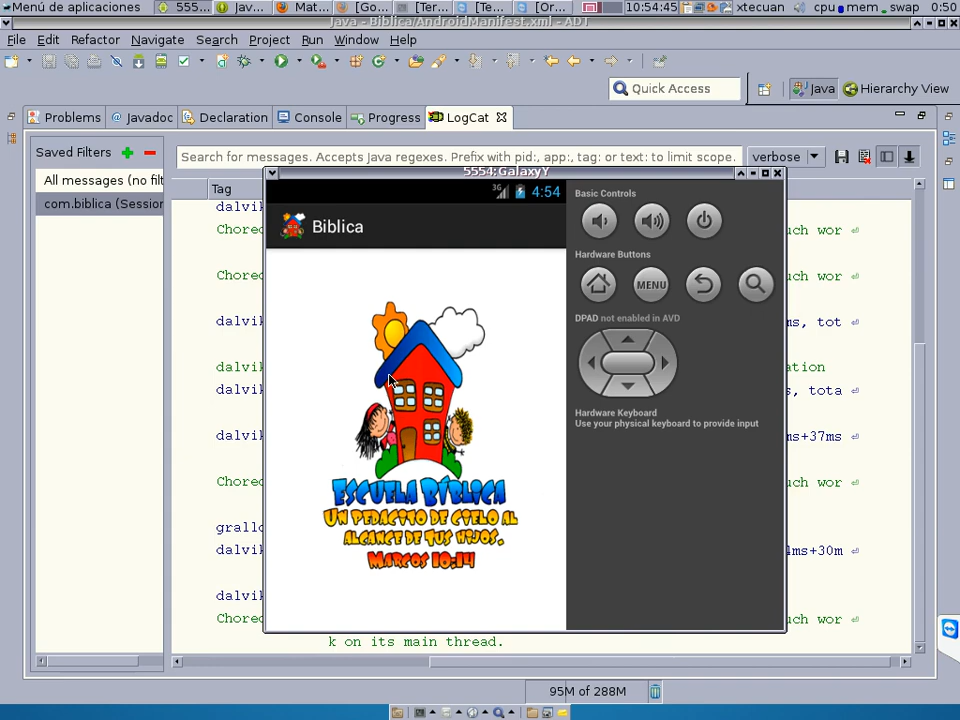 Menú de aplicaciones
555...
Jav...
Mat...
[Go...
[Ter...
[Te...
[Or...
10:54:45
xtecuan
cpu
mem
swap
0:50
Java - Biblica/AndroidManifest.xml - ADT
File Edit Refactor Navigate Search Project Run Window Help
Quick Access
Java
Hierarchy View
Problems
Javadoc
Declaration
Console
Progress
LogCat
Saved Filters
Search for messages. Accepts Java regexes. Prefix with pid:, app:, tag: or text: to limit scope.
verbose
All messages (no filt
com.biblica (Session
Tag
dalvik
Chored
uch wor
Chored
uch wor
dalvik
ms, tot
dalvik
ation
dalvik
s, tota
dalvik
ms+37ms
Chored
uch wor
grallo
dalvik
4ms+30m
dalvik
Chored
uch wor
k on its main thread.
5554:GalaxyY
3G
4:54
Biblica
ESCUELA BÍBLICA
UN PEDACITO DE CIELO AL
ALCANCE DE TUS HIJOS.
MARCOS 10:14
Basic Controls
Hardware Buttons
MENU
DPAD not enabled in AVD
Hardware Keyboard
Use your physical keyboard to provide input
95M of 288M